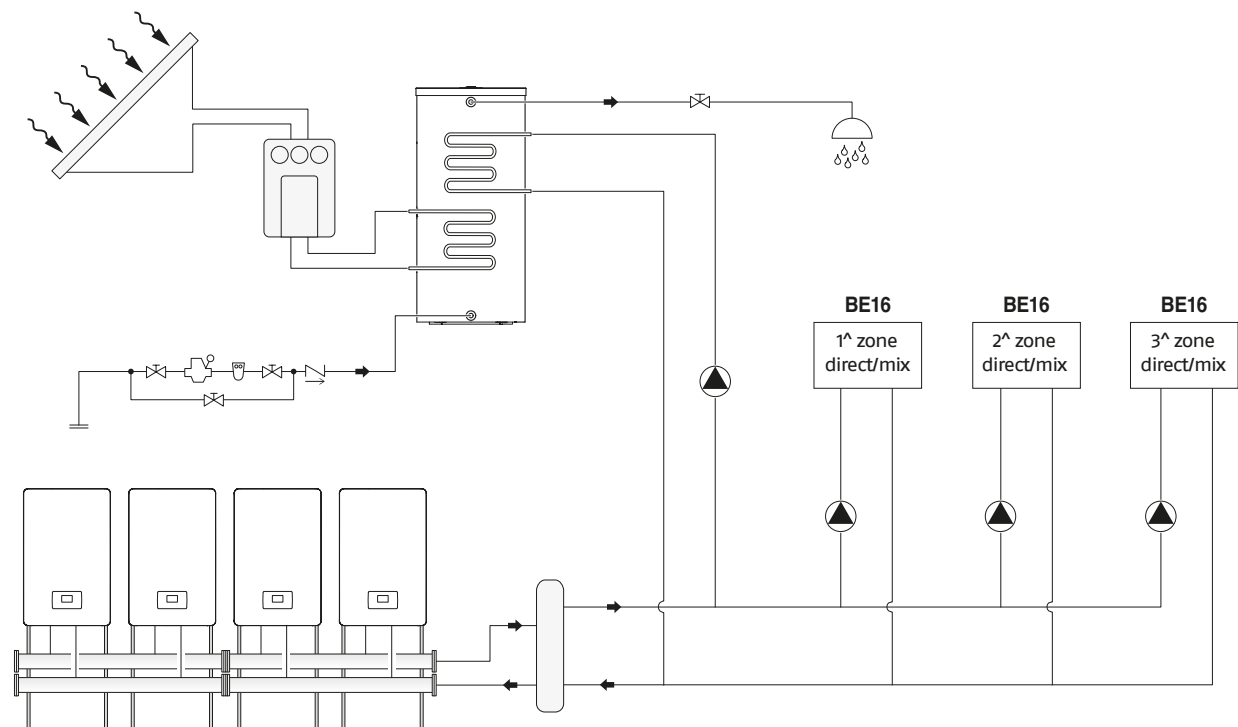 BE16
1^ zone
direct/mix
BE16
2^ zone
direct/mix
BE16
3^ zone
direct/mix